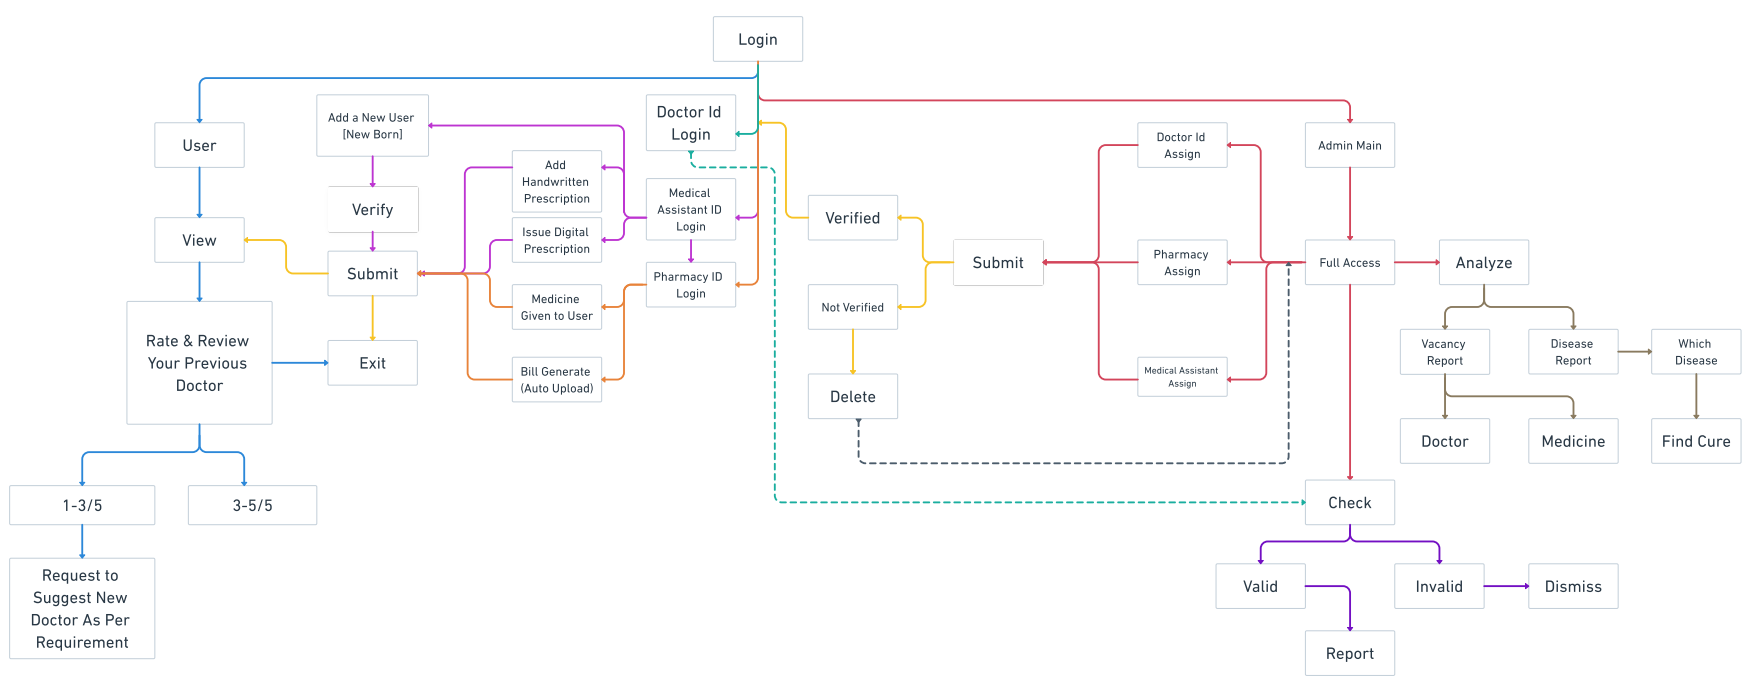 Login
Add a New User
[New Born]
Doctor Id
Login
User
Doctor Id
Assign
Admin Main
Add
Handwritten
Prescription
Medical
Assistant ID
Login
Verify
Verified
View
Issue Digital
Prescription
Submit
Pharmacy ID
Login
Submit
Pharmacy
Assign
Full Access
Analyze
Medicine
Given to User
Not Verified
Rate & Review
Your Previous
Doctor
Exit
Bill Generate
(Auto Upload)
Delete
Medical Assistant
Assign
Vacancy
Report
Disease
Report
Which
Disease
Doctor
Medicine
Find Cure
1-3/5
3-5/5
Check
Request to
Suggest New
Doctor As Per
Requirement
Valid
Invalid
Dismiss
Report